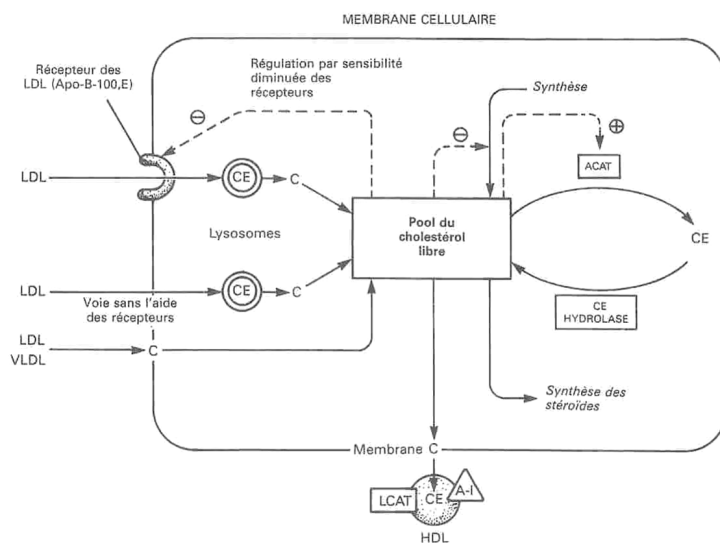 MEMBRANE CELLULAIRE
Récepteur des
LDL (Apo-B-100,E)
Régulation par sensibilité
diminuée des
récepteurs
Synthèse
⊖
⊖
⊕
ACAT
LDL
CE
C
Lysosomes
Pool du
cholestérol
libre
CE
LDL
CE
C
Voie sans l'aide
des récepteurs
CE
HYDROLASE
LDL
VLDL
C
Synthèse des
stéroïdes
Membrane C
LCAT
CE
A-I
HDL